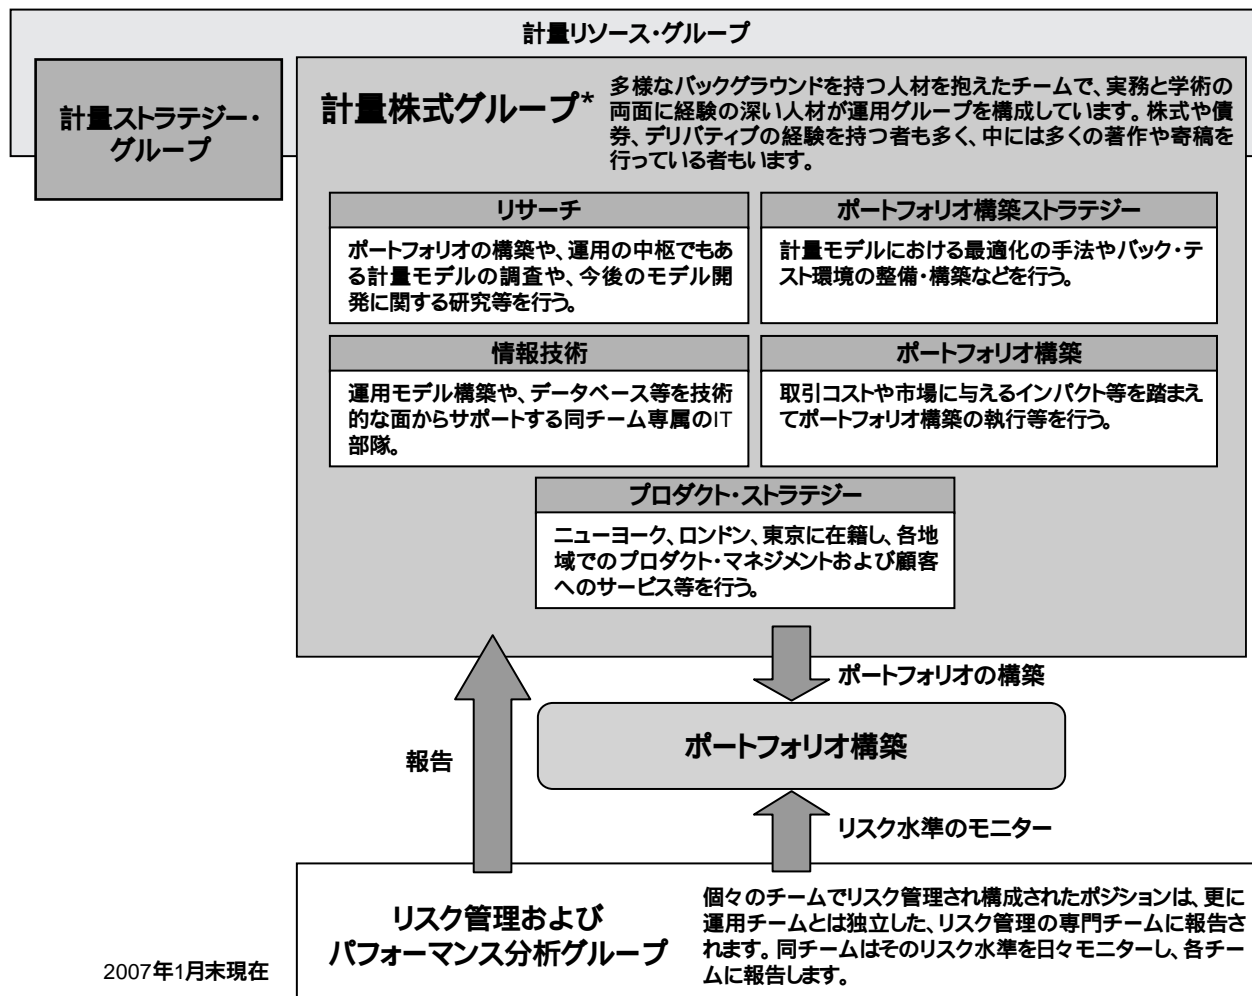 計量リソース・グループ
計量ストラテジー・
グループ
計量株式グループ*
多様なバックグラウンドを持つ人材を抱えたチームで、実務と学術の
両面に経験の深い人材が運用グループを構成しています。株式や債
券、デリバティブの経験を持つ者も多く、中には多くの著作や寄稿を
行っている者もいます。
リサーチ
ポートフォリオの構築や、運用の中枢でもあ
る計量モデルの調査や、今後のモデル開
発に関する研究等を行う。
ポートフォリオ構築ストラテジー
計量モデルにおける最適化の手法やバック・テ
スト環境の整備・構築などを行う。
情報技術
運用モデル構築や、データベース等を技術
的な面からサポートする同チーム専属のIT
部隊。
ポートフォリオ構築
取引コストや市場に与えるインパクト等を踏まえ
てポートフォリオ構築の執行等を行う。
プロダクト・ストラテジー
ニューヨーク、ロンドン、東京に在籍し、各地
域でのプロダクト・マネジメントおよび顧客
へのサービス等を行う。
ポートフォリオの構築
ポートフォリオ構築
報告
リスク水準のモニター
リスク管理および
パフォーマンス分析グループ
個々のチームでリスク管理され構成されたポジションは、更に
運用チームとは独立した、リスク管理の専門チームに報告さ
れます。同チームはそのリスク水準を日々モニターし、各チー
ムに報告します。
2007年1月末現在